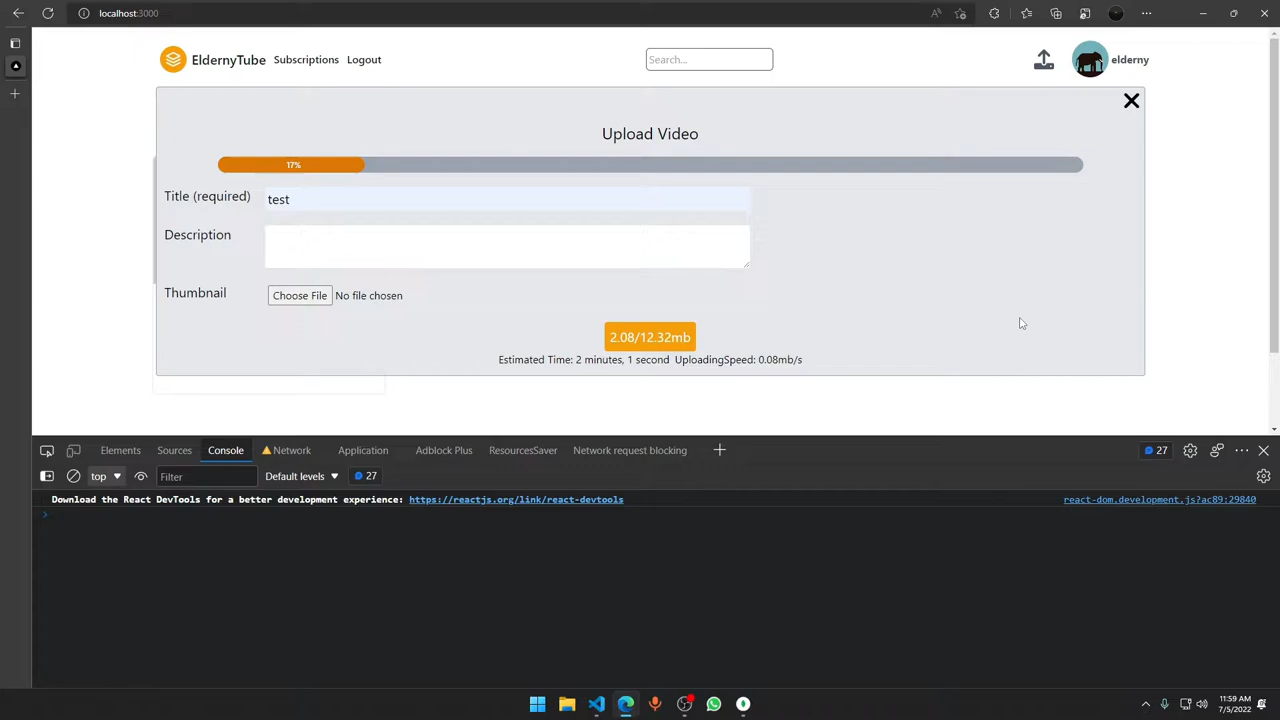 localhost:3000
EldernyTube Subscriptions Logout
Search...
elderny
Upload Video
17%
Title (required)
test
Description
Thumbnail
Choose File No file chosen
2.08/12.32mb
Estimated Time: 2 minutes, 1 second UploadingSpeed: 0.08mb/s
Elements Sources Console Network Application Adblock Plus ResourcesSaver Network request blocking
27
top Filter Default levels 27
Download the React DevTools for a better development experience: https://reactjs.org/link/react-devtools react-dom.development.js?ac89:29840
11:59 AM
7/5/2022